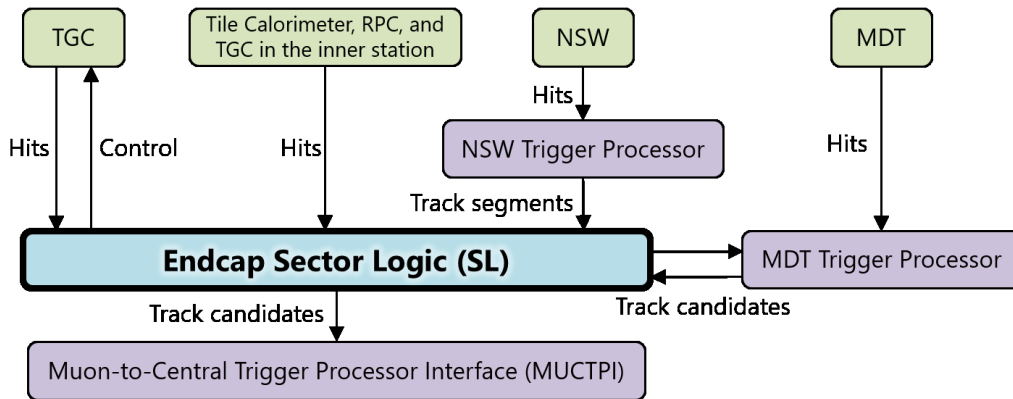 TGC
Tile Calorimeter, RPC, and
TGC in the inner station
NSW
MDT
Hits
Hits
Control
Hits
Hits
NSW Trigger Processor
Track segments
Endcap Sector Logic (SL)
MDT Trigger Processor
Track candidates
Track candidates
Muon-to-Central Trigger Processor Interface (MUCTPI)